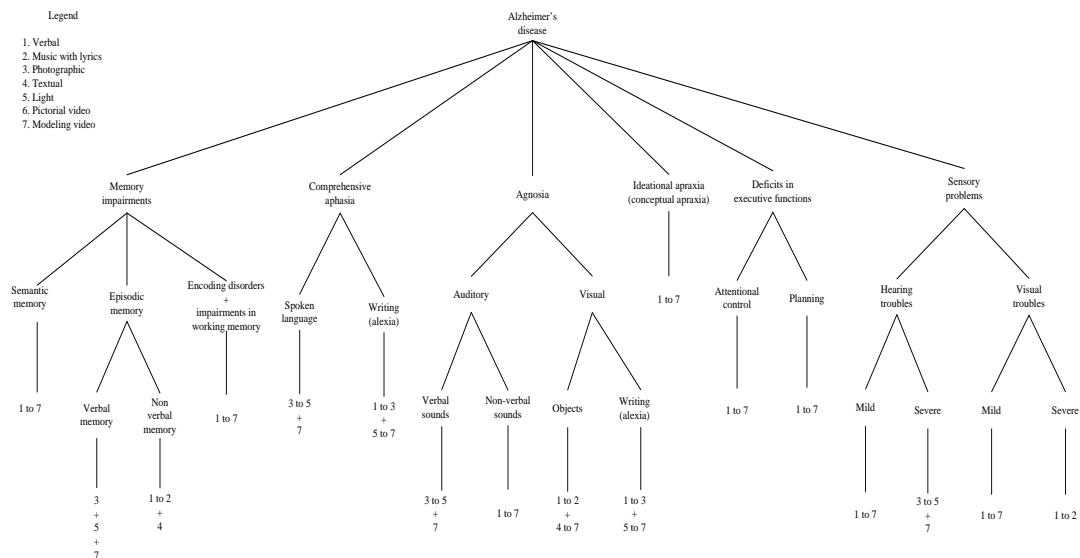 Legend
1. Verbal
2. Music with lyrics
3. Photographic
4. Textual
5. Light
6. Pictorial video
7. Modeling video
Alzheimer's
disease
Memory
impairments
Comprehensive
aphasia
Agnosia
Ideational apraxia
(conceptual apraxia)
Deficits in
executive functions
Sensory
problems
Semantic
memory
Episodic
memory
Encoding disorders
+
impairments in
working memory
Spoken
language
Writing
(alexia)
Auditory
Visual
1 to 7
Attentional
control
Planning
Hearing
troubles
Visual
troubles
1 to 7
Verbal
memory
Non
verbal
memory
1 to 7
3 to 5
+
7
1 to 3
+
5 to 7
Verbal
sounds
Non-verbal
sounds
Objects
Writing
(alexia)
1 to 7
1 to 7
Mild
Severe
Mild
Severe
3
+
5
+
7
1 to 2
+
4
3 to 5
+
7
1 to 7
1 to 2
+
4 to 7
1 to 3
+
5 to 7
1 to 7
3 to 5
+
7
1 to 7
1 to 2